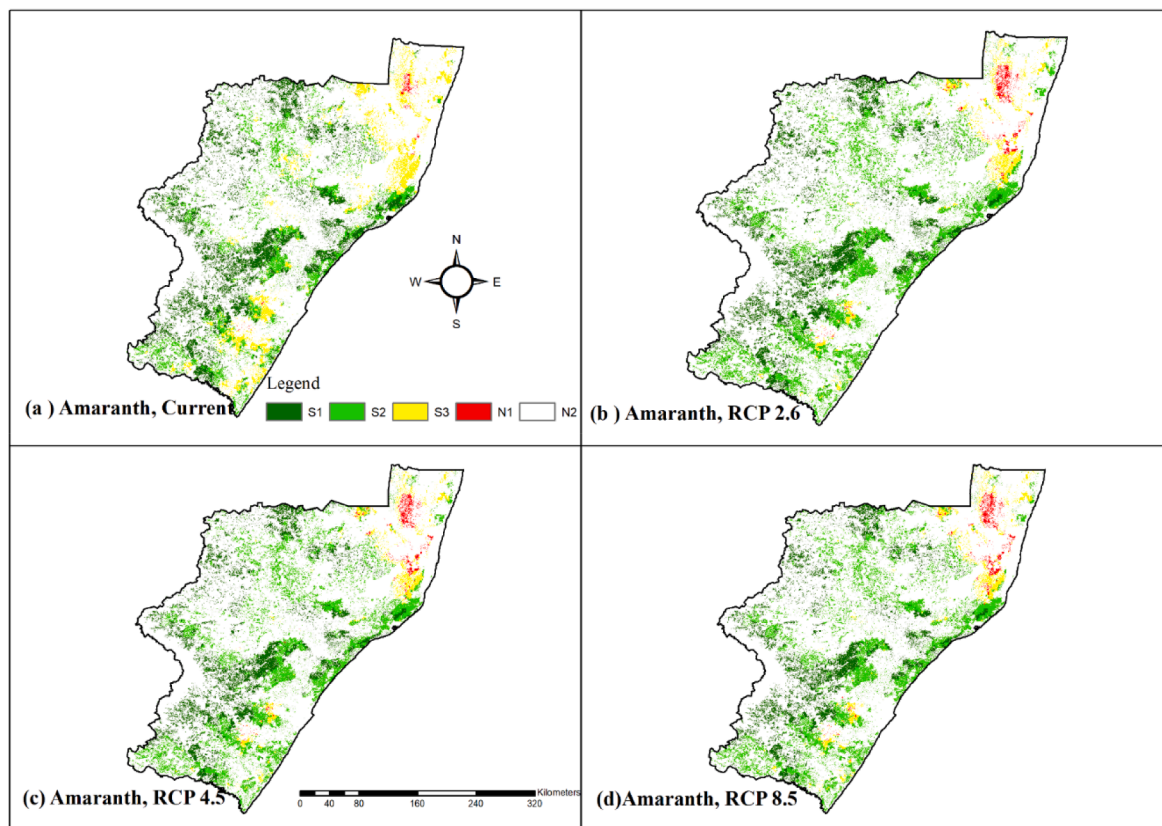 N
W E
S
Legend
(a ) Amaranth, Current
S1 S2 S3 N1 N2
(b ) Amaranth, RCP 2.6
(c) Amaranth, RCP 4.5
Kilometers
0 20 40 80 160 240 320
(d)Amaranth, RCP 8.5